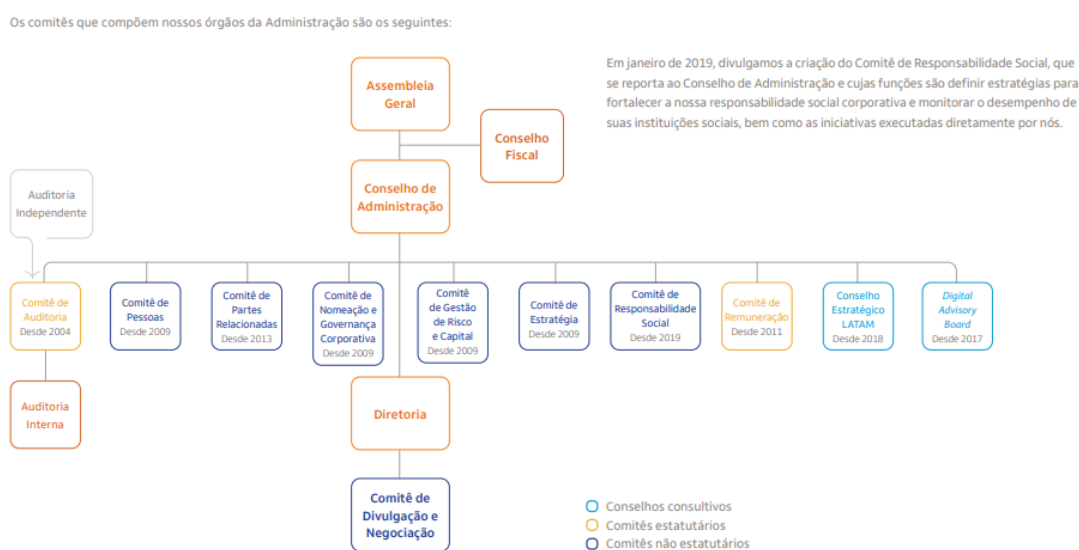 Os comitês que compõem nossos órgãos da Administração são os seguintes:
Em janeiro de 2019, divulgamos a criação do Comitê de Responsabilidade Social, que
se reporta ao Conselho de Administração e cujas funções são definir estratégias para
fortalecer a nossa responsabilidade social corporativa e monitorar o desempenho de
suas instituições sociais, bem como as iniciativas executadas diretamente por nós.
Assembleia
Geral
Conselho
Fiscal
Conselho de
Administração
Auditoria
Independente
Comitê de
Auditoria
Desde 2004
Comitê de
Pessoas
Desde 2009
Comitê de
Partes
Relacionadas
Desde 2013
Comitê de
Nomeação e
Governança
Corporativa
Desde 2009
Comitê
de Gestão
de Risco
e Capital
Desde 2009
Comitê de
Estratégia
Desde 2009
Comitê de
Responsabilidade
Social
Desde 2019
Comitê de
Remuneração
Desde 2011
Conselho
Estratégico
LATAM
Desde 2018
Digital
Advisory
Board
Desde 2017
Auditoria
Interna
Diretoria
Comitê de
Divulgação e
Negociação
Conselhos consultivos
Comitês estatutários
Comitês não estatutários